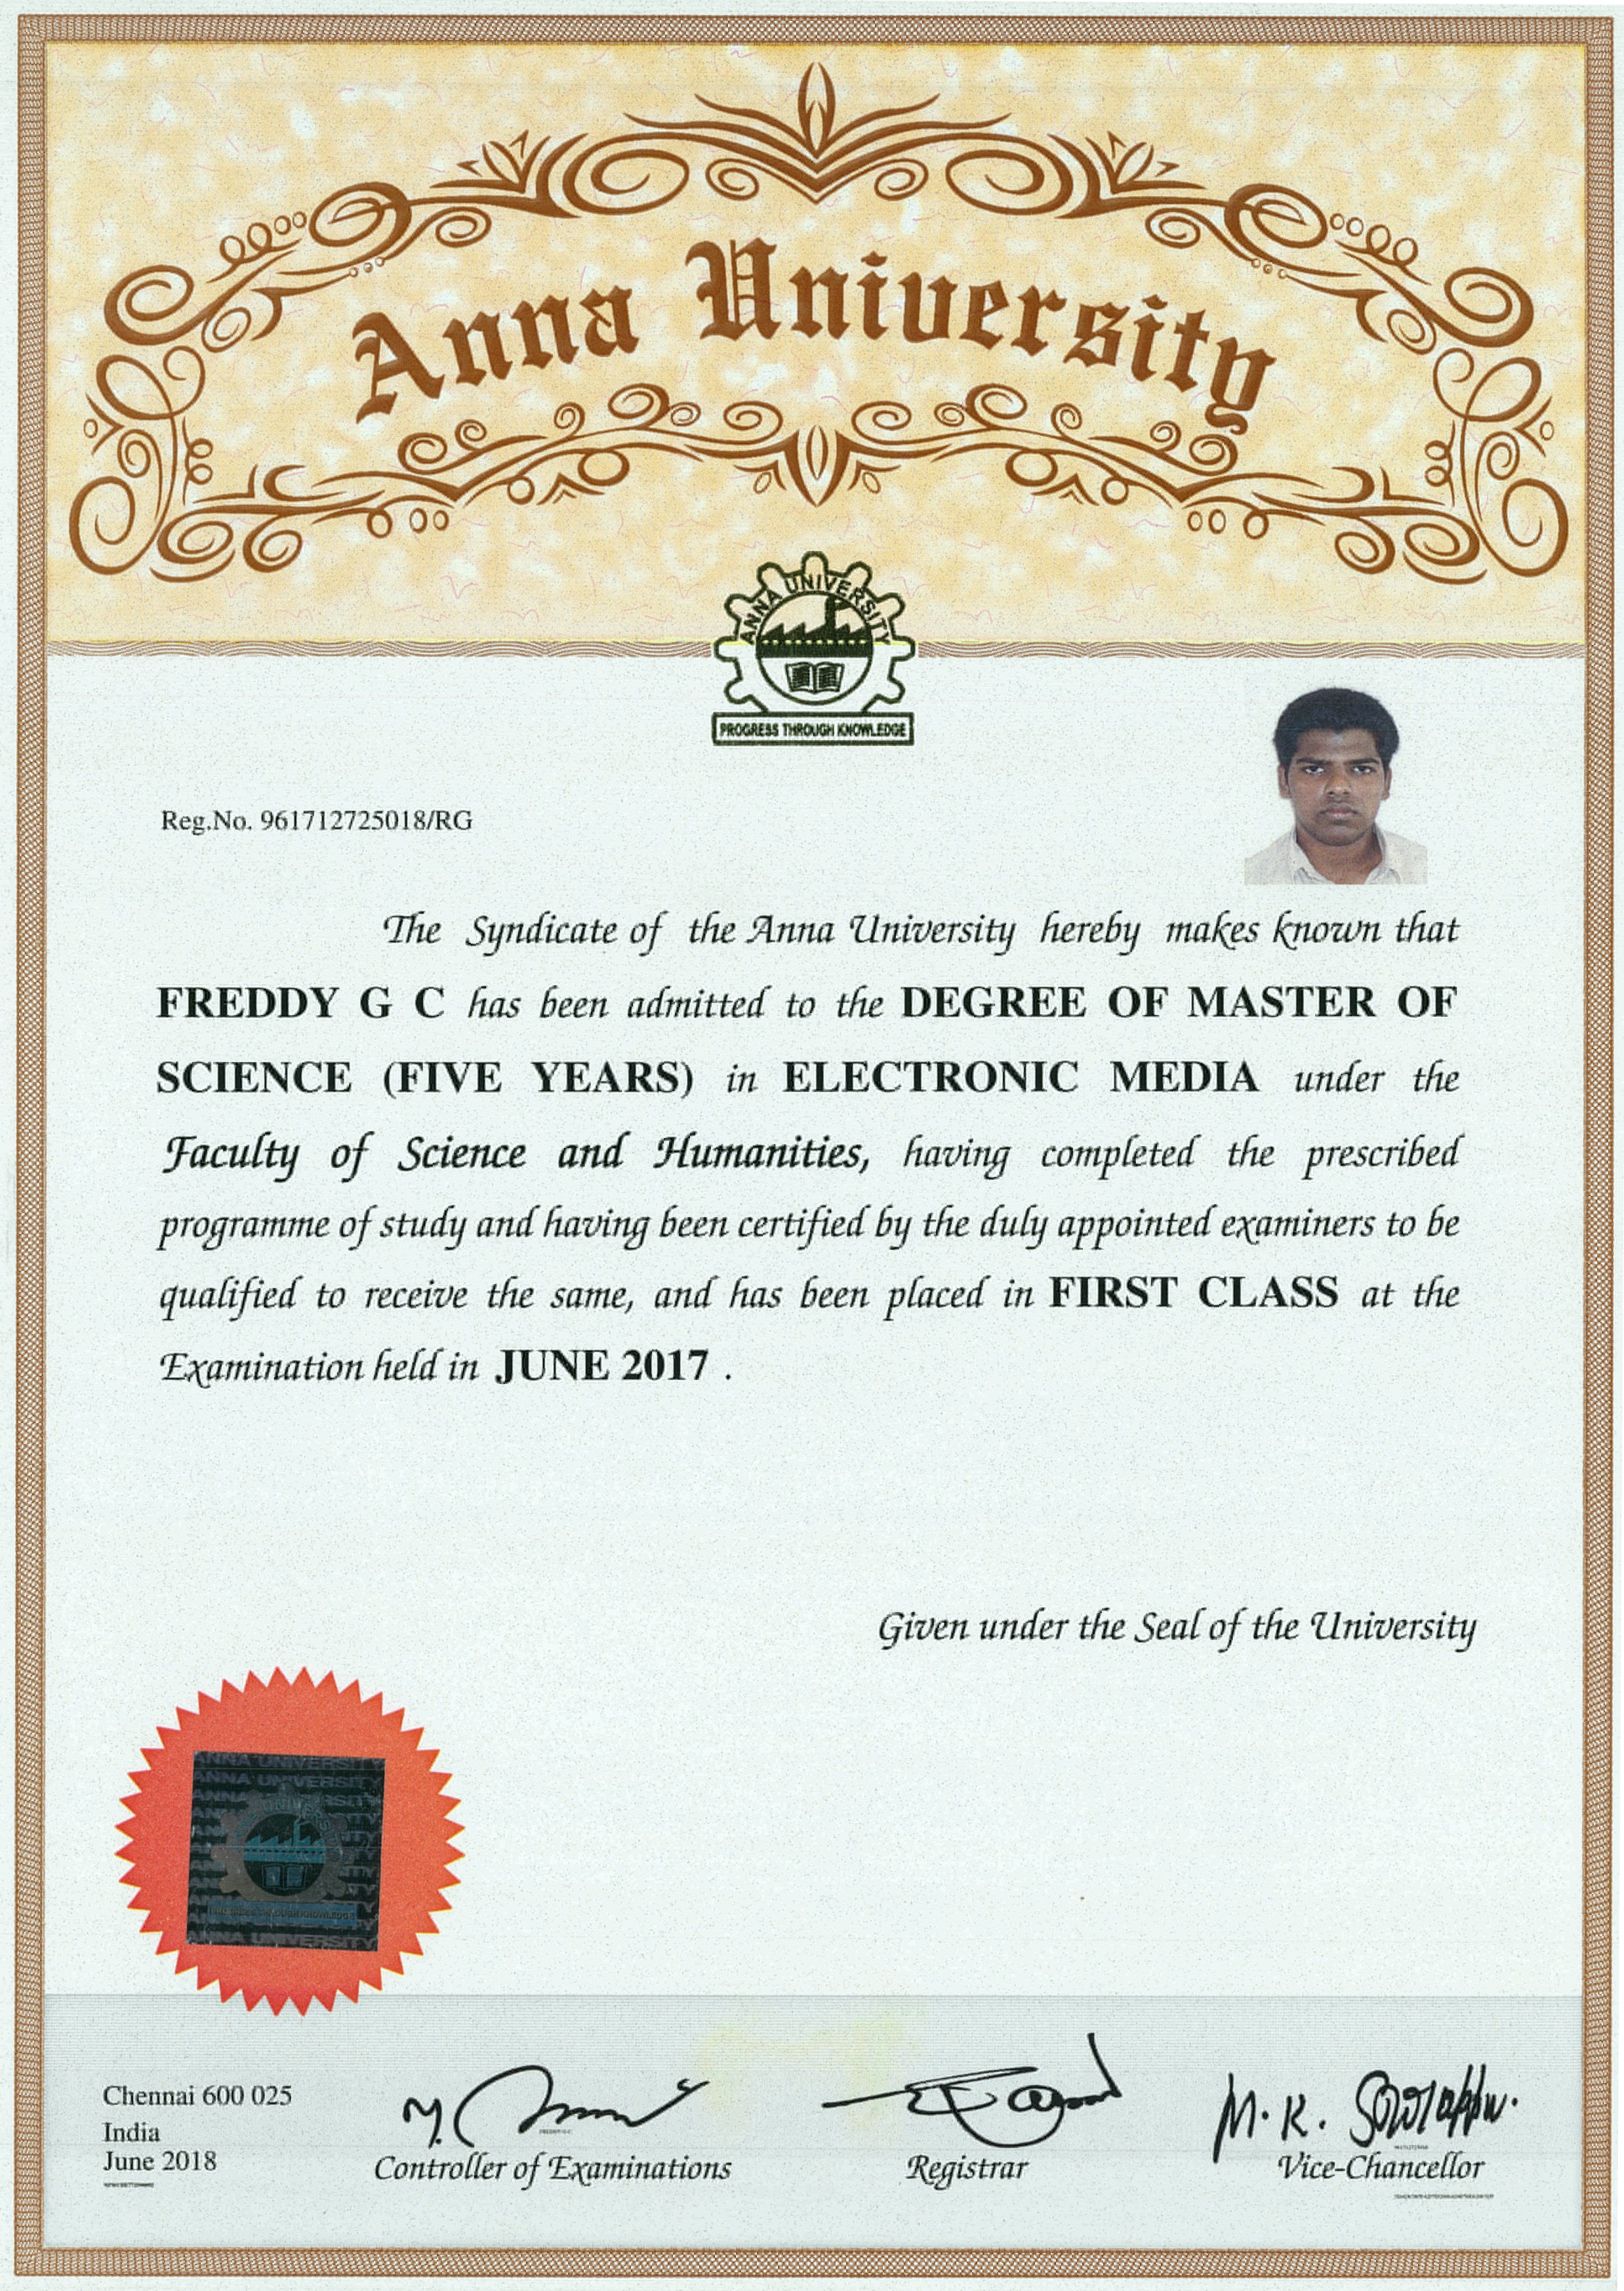 Anna University
ANNA UNIVERSITY
PROGRESS THROUGH KNOWLEDGE
Reg.No. 961712725018/RG
The Syndicate of the Anna University hereby makes known that
FREDDY G C has been admitted to the DEGREE OF MASTER OF
SCIENCE (FIVE YEARS) in ELECTRONIC MEDIA under the
Faculty of Science and Humanities, having completed the prescribed
programme of study and having been certified by the duly appointed examiners to be
qualified to receive the same, and has been placed in FIRST CLASS at the
Examination held in JUNE 2017 .
Given under the Seal of the University
ANNA UNIVERSITY
ANNA UNIVERSITY
ANNA UNIVERSITY
Chennai 600 025
India
June 2018
Controller of Examinations
Registrar
M. K.
Vice-Chancellor